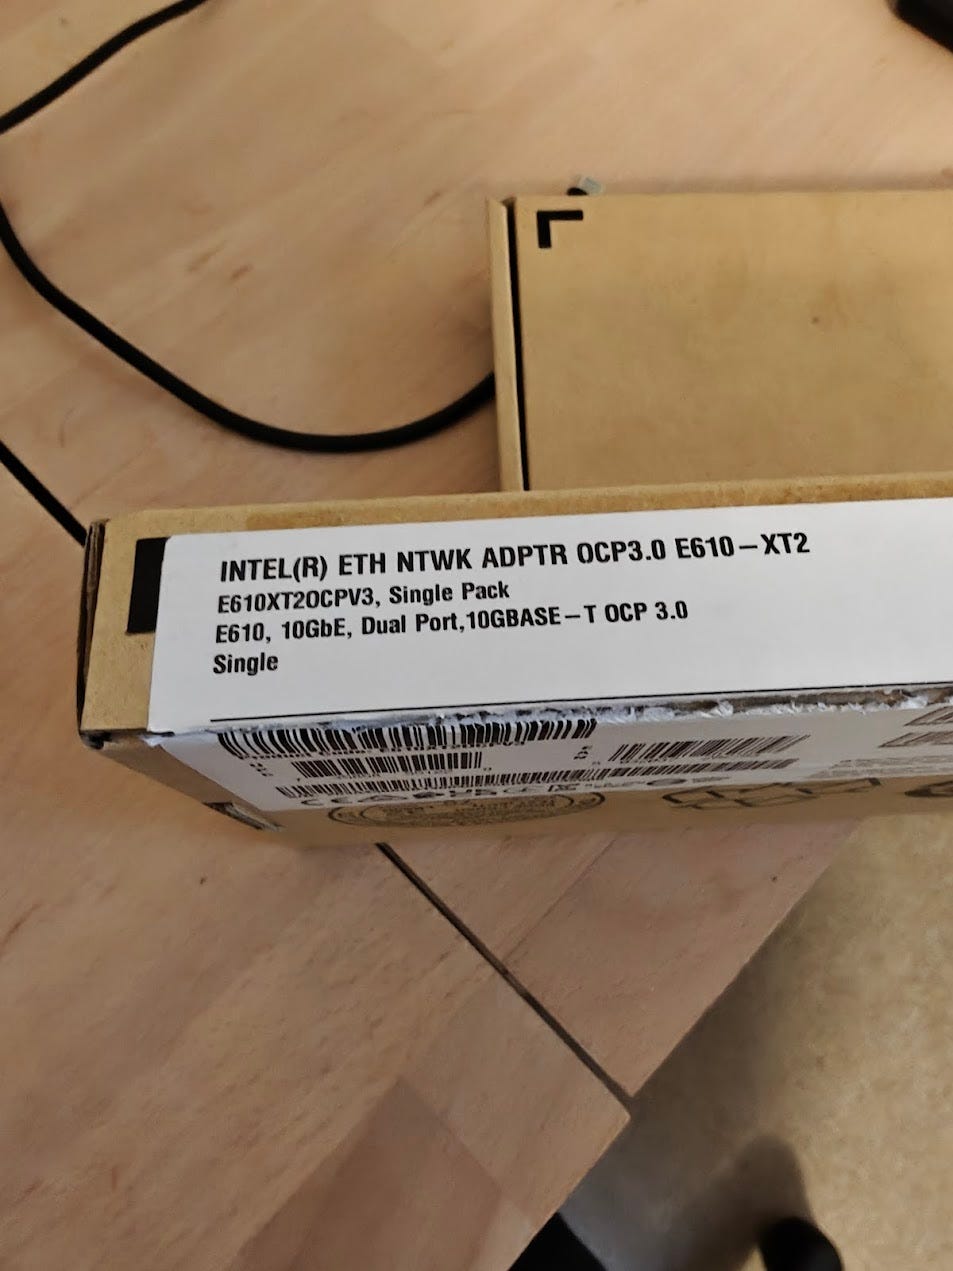 INTEL(R) ETH NTWK ADPTR OCP3.0 E610-XT2
E610XT2OCPV3, Single Pack
E610, 10GbE, Dual Port,10GBASE-T OCP 3.0
Single